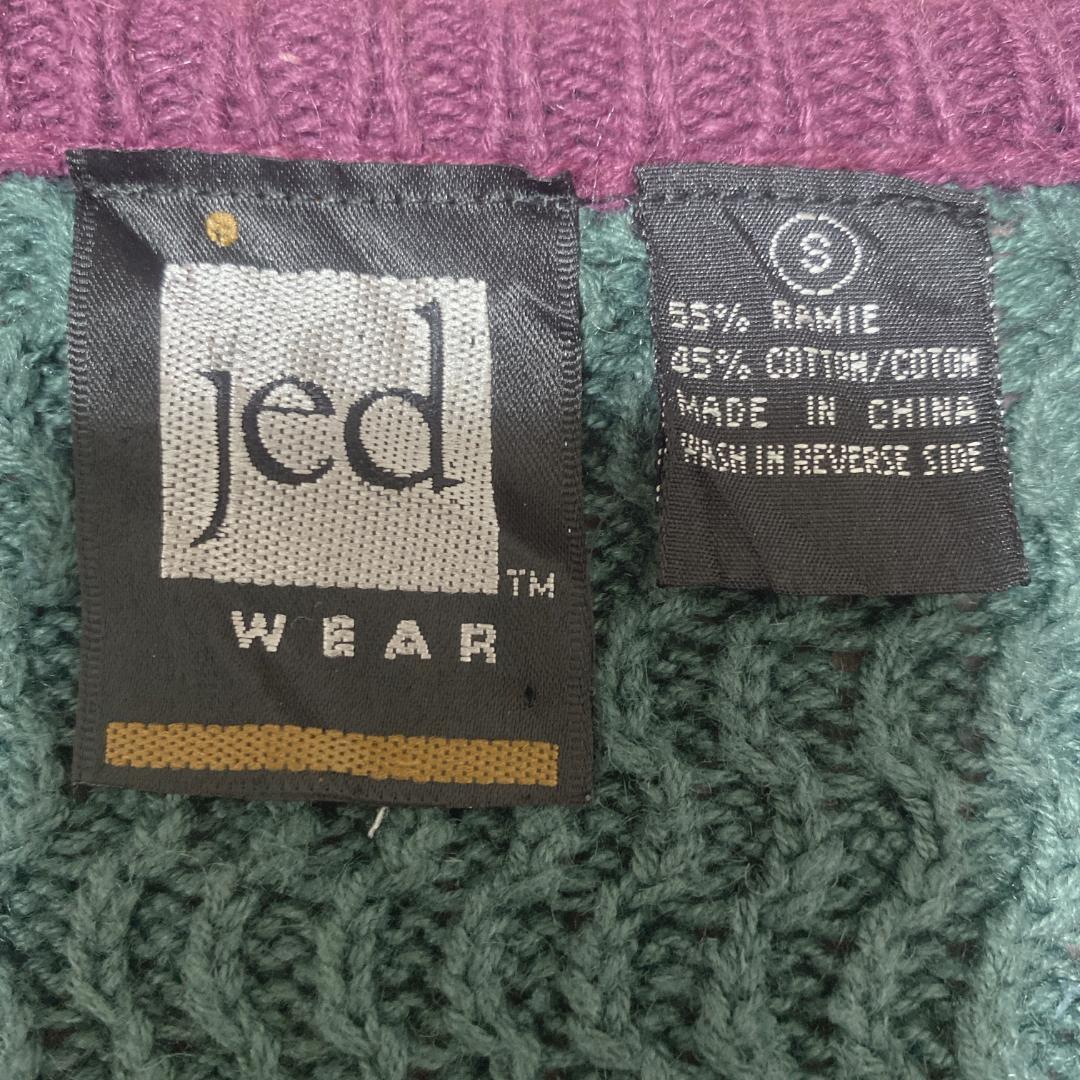 jed
TM
WEAR
S
55% RAMIE
45% COTTON/COTON
MADE IN CHINA
WASH IN REVERSE SIDE